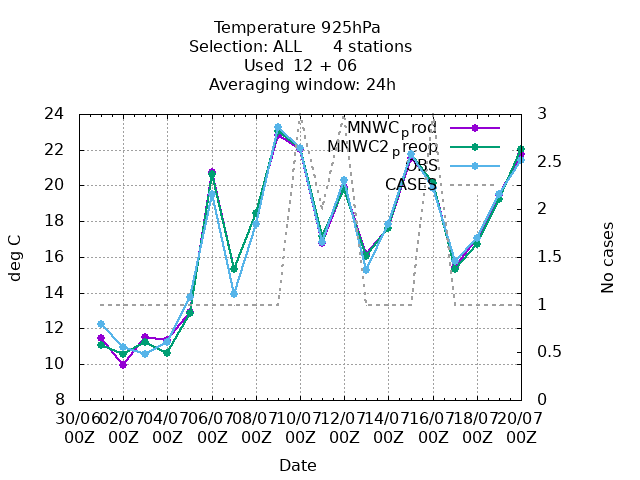 Temperature 925hPa
Selection: ALL 4 stations
Used 12 + 06
Averaging window: 24h
24 3
MNWC_prod
22
MNWC2_preop
2.5
OBS
20 CASES
2
18
16 1.5
deg C
No cases
14
1
12
0.5
10
8 0
30/06 02/07 04/07 06/07 08/07 10/07 12/07 14/07 16/07 18/07 20/07
00Z 00Z 00Z 00Z 00Z 00Z 00Z 00Z 00Z 00Z 00Z
Date